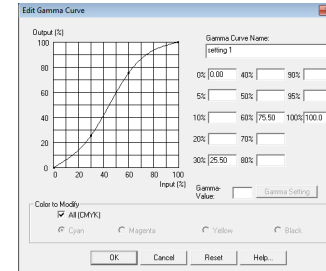 Edit Gamma Curve
Output (%)
100
80
60
40
20
0
0 20 40 60 80 100
Input (%)
Gamma Curve Name:
setting 1
0% 0.00 40% 90%
5% 50% 95%
10% 60% 75.50 100% 100.0
20% 70%
30% 25.50 80%
Gamma-Value: Gamma Setting
Color to Modify
All (CMYK)
Cyan Magenta Yellow Black
OK Cancel Reset Help...